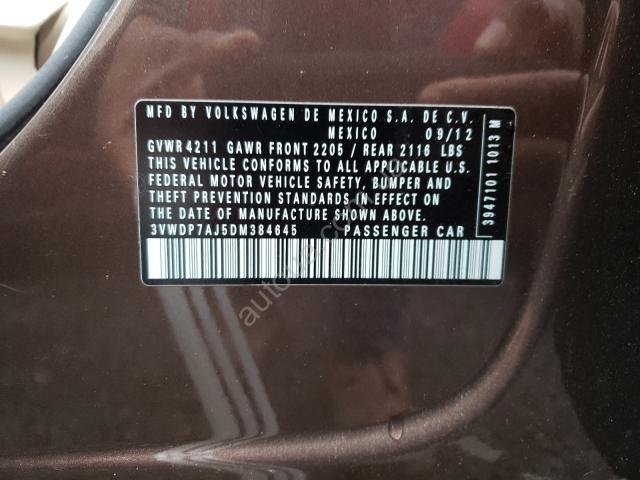 MFD BY VOLKSWAGEN DE MEXICO S.A. DE C.V.
MEXICO 09/12
GVWR 4211 GAWR FRONT 2205 / REAR 2116 LBS
THIS VEHICLE CONFORMS TO ALL APPLICABLE U.S.
FEDERAL MOTOR VEHICLE SAFETY, BUMPER AND
THEFT PREVENTION STANDARDS IN EFFECT ON
THE DATE OF MANUFACTURE SHOWN ABOVE.
3VWDP7AJ5DM384645 PASSENGER CAR
3947101 1013 M